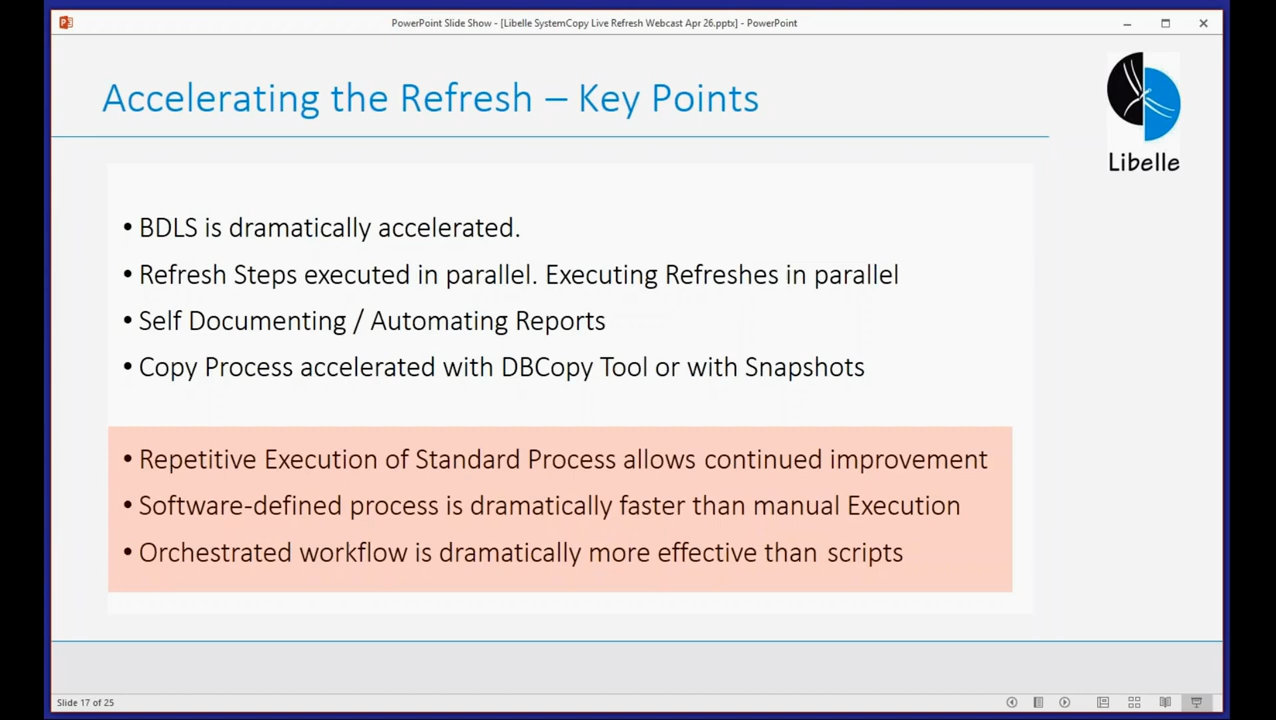 PowerPoint Slide Show - [Libelle SystemCopy Live Refresh Webcast Apr 26.pptx] - PowerPoint
Accelerating the Refresh – Key Points
Libelle
• BDLS is dramatically accelerated.
• Refresh Steps executed in parallel. Executing Refreshes in parallel
• Self Documenting / Automating Reports
• Copy Process accelerated with DBCopy Tool or with Snapshots
• Repetitive Execution of Standard Process allows continued improvement
• Software-defined process is dramatically faster than manual Execution
• Orchestrated workflow is dramatically more effective than scripts
Slide 17 of 25